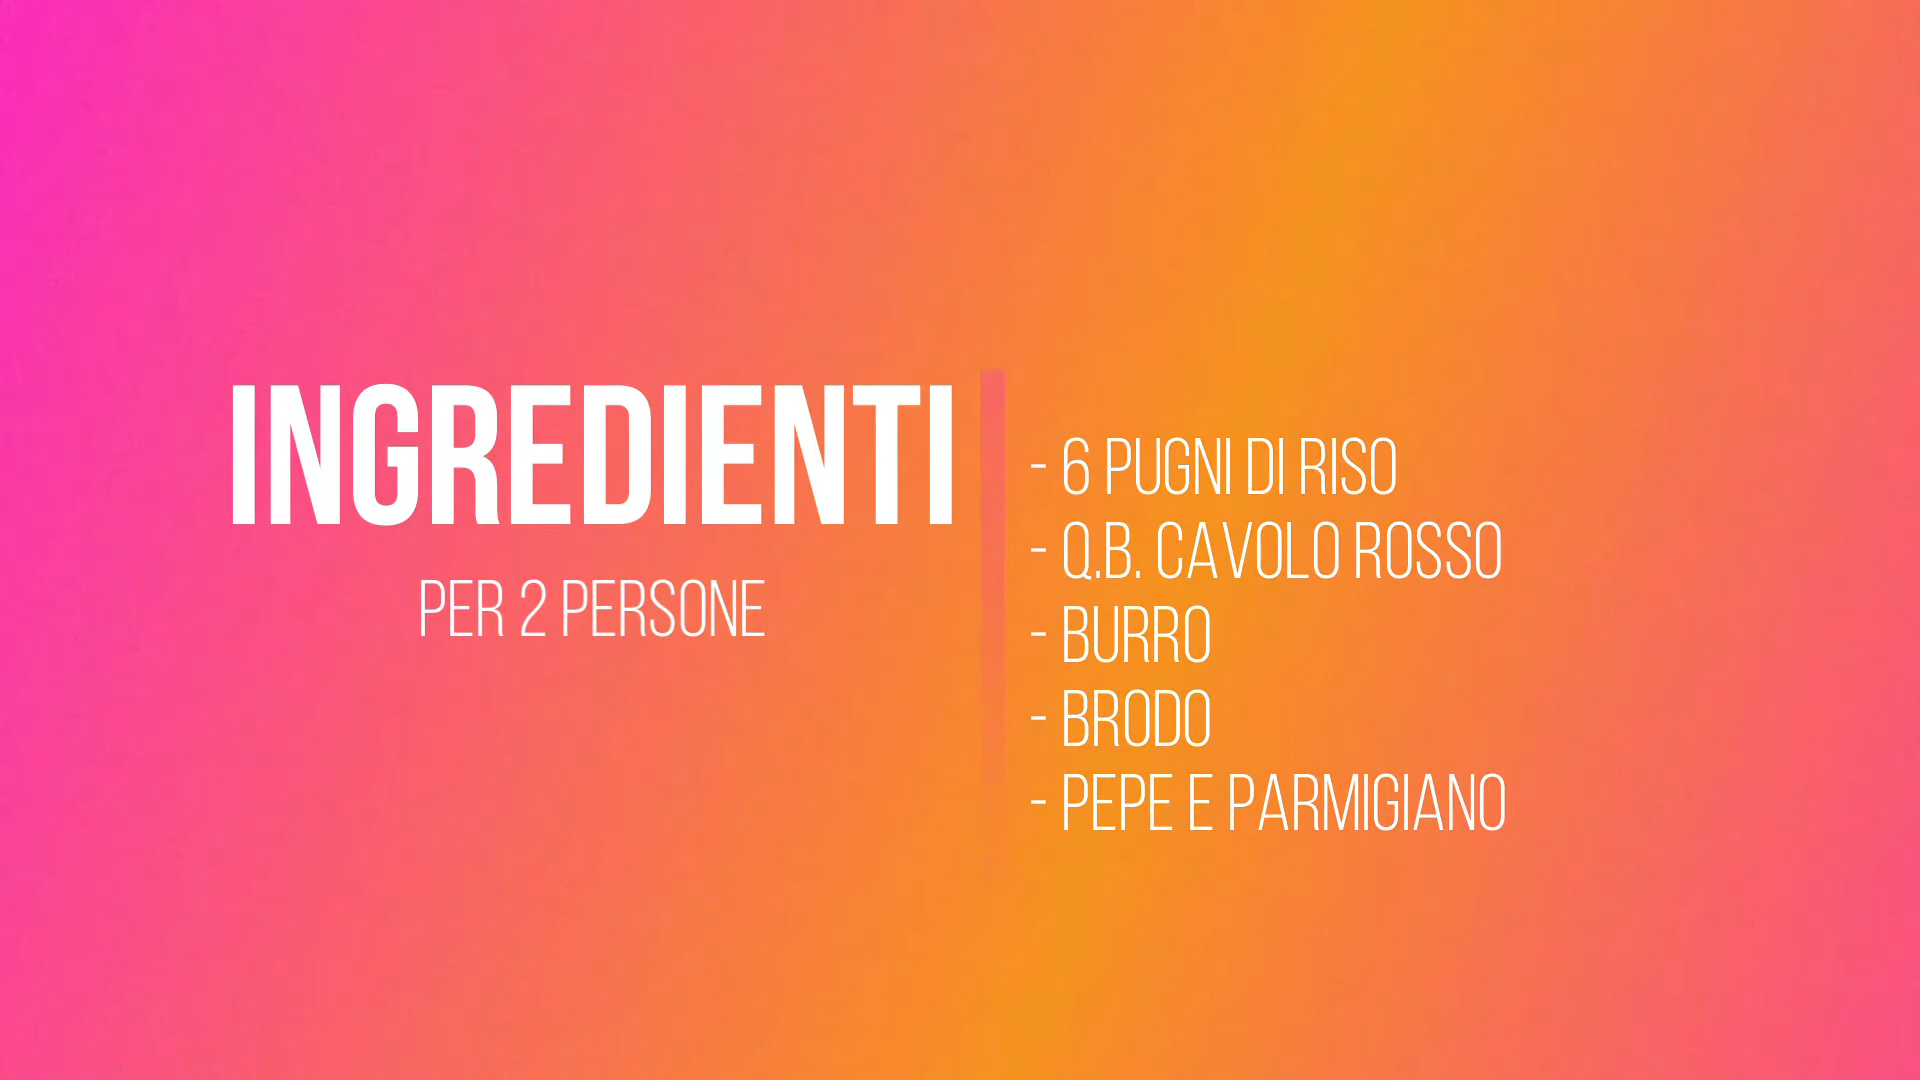 INGREDIENTI
PER 2 PERSONE
- 6 PUGNI DI RISO
- Q.B. CAVOLO ROSSO
- BURRO
- BRODO
- PEPE E PARMIGIANO